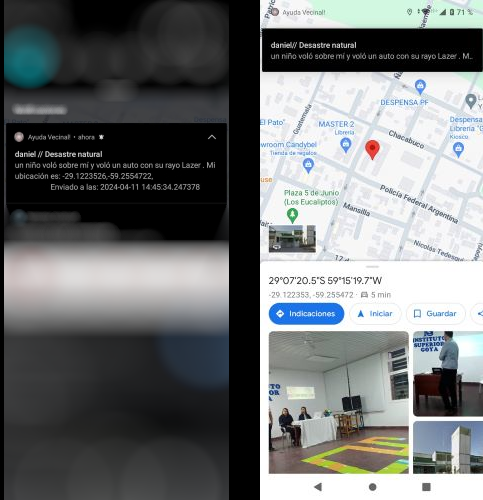 Ayuda Vecinal! • ahora
daniel// Desastre natural
un niño voló sobre mí y voló un auto con su rayo Lazer . Mi
ubicación es: -29.1223526,-59.2554722,
Enviado a las: 2024-04-11 14:45:34.247378
Ayuda Vecinal!
71 %
daniel// Desastre natural
un niño voló sobre mí y voló un auto con su rayo Lazer . M..
DESPENSA PF
Guatemala
El Pato"
MASTER 2
Librería
Chacabuco
Despensa
Librería "G
Kiosco
wroom Candybel
Tienda de regalos
Plaza 5 de Junio
(Los Eucaliptos)
Policía Federal Argentina
Mansilla
Nicolás Tedesc
29°07'20.5"S 59°15'19.7"W
-29.122353, -59.255472 · 5 min
Indicaciones
Iniciar
Guardar
INSTITUTO
SUPERIOR
GOYA